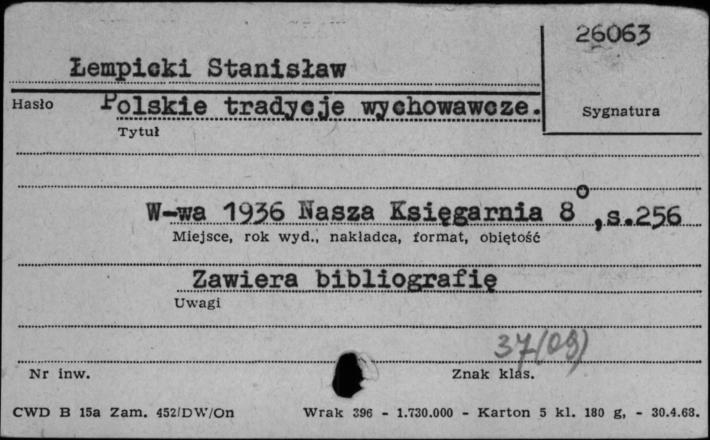 26063
Łempicki Stanisław
Hasło Polskie tradycje wychowawcze. Sygnatura
Tytuł
W-wa 1936 Nasza Księgarnia 8°, s.256
Miejsce, rok wyd., nakładca, format, objętość
Zawiera bibliografię
Uwagi
37(09)
Nr inw. Znak klas.
CWD B 15a Zam. 452/DW/On Wrak 396 - 1.730.000 - Karton 5 kl. 180 g, - 30.4.68.